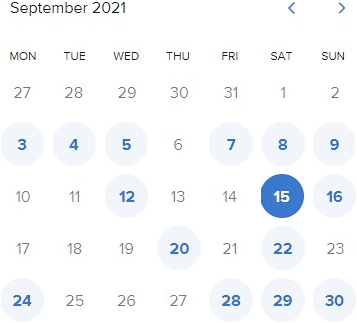 September 2021
MON TUE WED THU FRI SAT SUN
27 28 29 30 31 1 2
3 4 5 6 7 8 9
10 11 12 13 14 15 16
17 18 19 20 21 22 23
24 25 26 27 28 29 30